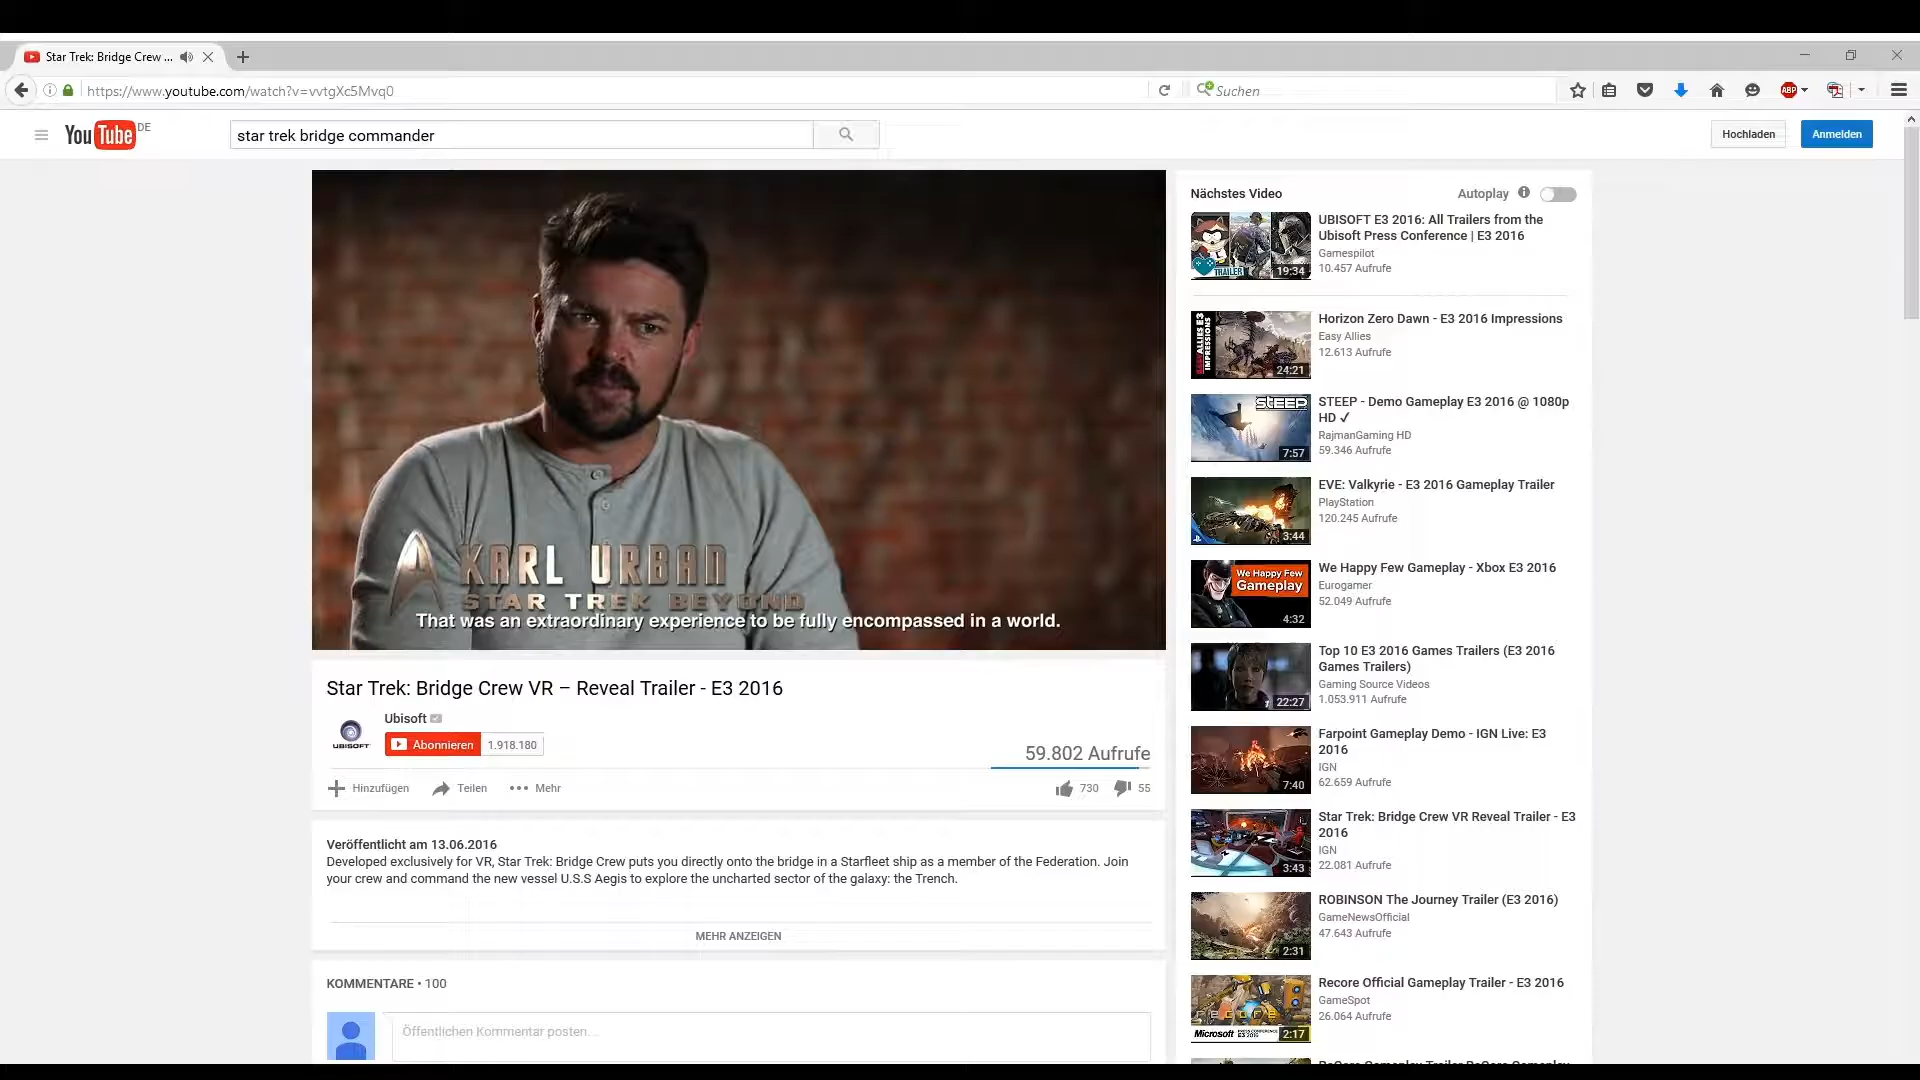 Star Trek: Bridge Crew ...
https://www.youtube.com/watch?v=vvtgXc5Mvq0
Suchen
ABP
YouTube DE
star trek bridge commander
Hochladen
Anmelden
KARL URBAN
STAR TREK BEYOND
That was an extraordinary experience to be fully encompassed in a world.
Star Trek: Bridge Crew VR – Reveal Trailer - E3 2016
UBISOFT
Ubisoft
Abonnieren
1.918.180
59.802 Aufrufe
Hinzufügen
Teilen
Mehr
730
55
Veröffentlicht am 13.06.2016
Developed exclusively for VR, Star Trek: Bridge Crew puts you directly onto the bridge in a Starfleet ship as a member of the Federation. Join
your crew and command the new vessel U.S.S Aegis to explore the uncharted sector of the galaxy: the Trench.
MEHR ANZEIGEN
KOMMENTARE • 100
Öffentlichen Kommentar posten...
Nächstes Video
Autoplay
TRAILER
19:34
UBISOFT E3 2016: All Trailers from the
Ubisoft Press Conference | E3 2016
Gamespilot
10.457 Aufrufe
EASY ALLIES E3
IMPRESSIONS
24:21
Horizon Zero Dawn - E3 2016 Impressions
Easy Allies
12.613 Aufrufe
STEEP
7:57
STEEP - Demo Gameplay E3 2016 @ 1080p
HD ✓
RajmanGaming HD
59.346 Aufrufe
3:44
EVE: Valkyrie - E3 2016 Gameplay Trailer
PlayStation
120.245 Aufrufe
We Happy Few
Gameplay
4:32
We Happy Few Gameplay - Xbox E3 2016
Eurogamer
52.049 Aufrufe
22:27
Top 10 E3 2016 Games Trailers (E3 2016
Games Trailers)
Gaming Source Videos
1.053.911 Aufrufe
7:40
Farpoint Gameplay Demo - IGN Live: E3
2016
IGN
62.659 Aufrufe
3:43
Star Trek: Bridge Crew VR Reveal Trailer - E3
2016
IGN
22.081 Aufrufe
2:31
ROBINSON The Journey Trailer (E3 2016)
GameNewsOfficial
47.643 Aufrufe
recore
Microsoft
E3 2016
2:17
Recore Official Gameplay Trailer - E3 2016
GameSpot
26.064 Aufrufe